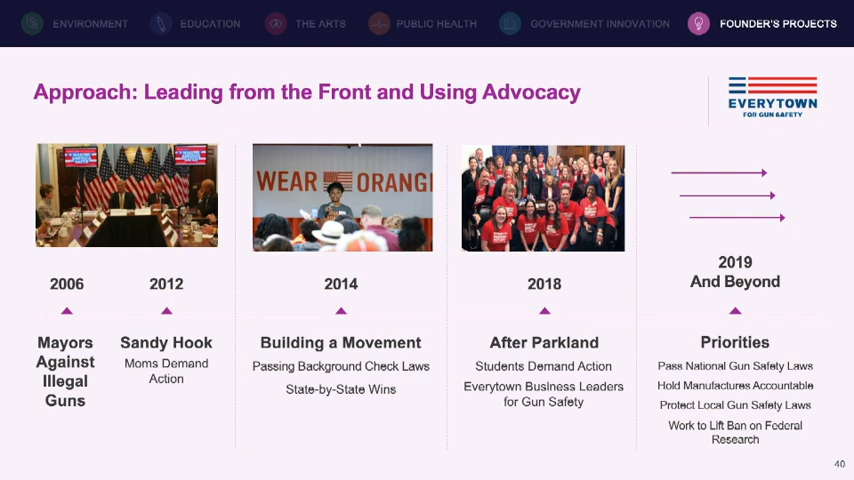 ENVIRONMENT
EDUCATION
THE ARTS
PUBLIC HEALTH
GOVERNMENT INNOVATION
FOUNDER'S PROJECTS
Approach: Leading from the Front and Using Advocacy
EVERYTOWN
FOR GUN SAFETY
WEAR ORANG
2006
2012
2014
2018
2019
And Beyond
Mayors
Against
Illegal
Guns
Sandy Hook
Moms Demand
Action
Building a Movement
Passing Background Check Laws
State-by-State Wins
After Parkland
Students Demand Action
Everytown Business Leaders
for Gun Safety
Priorities
Pass National Gun Safety Laws
Hold Manufactures Accountable
Protect Local Gun Safety Laws
Work to Lift Ban on Federal
Research
40